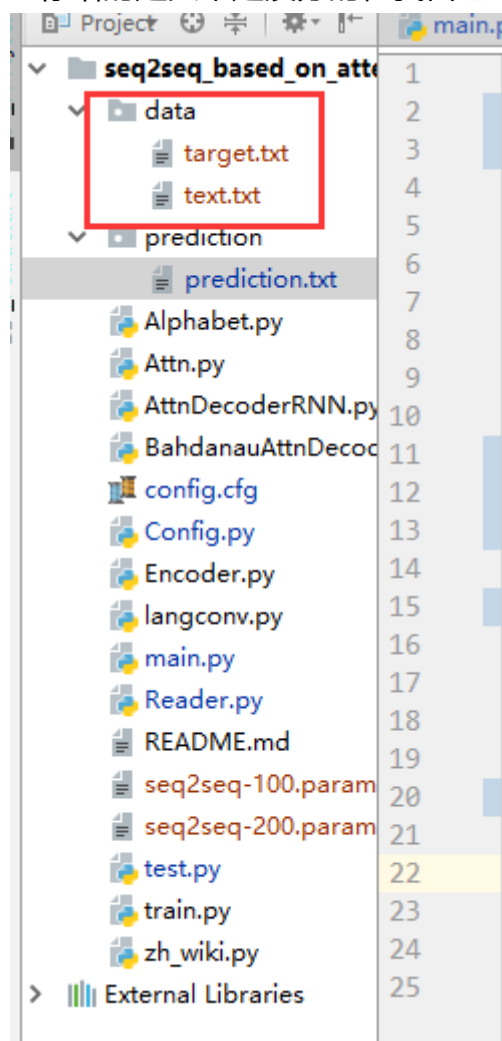 Project
main.p
seq2seq_based_on_atte
data
target.txt
text.txt
prediction
prediction.txt
Alphabet.py
Attn.py
AttnDecoderRNN.py
BahdanauAttnDecoc
config.cfg
Config.py
Encoder.py
langconv.py
main.py
Reader.py
README.md
seq2seq-100.param
seq2seq-200.param
test.py
train.py
zh_wiki.py
External Libraries
1
2
3
4
5
6
7
8
9
10
11
12
13
14
15
16
17
18
19
20
21
22
23
24
25